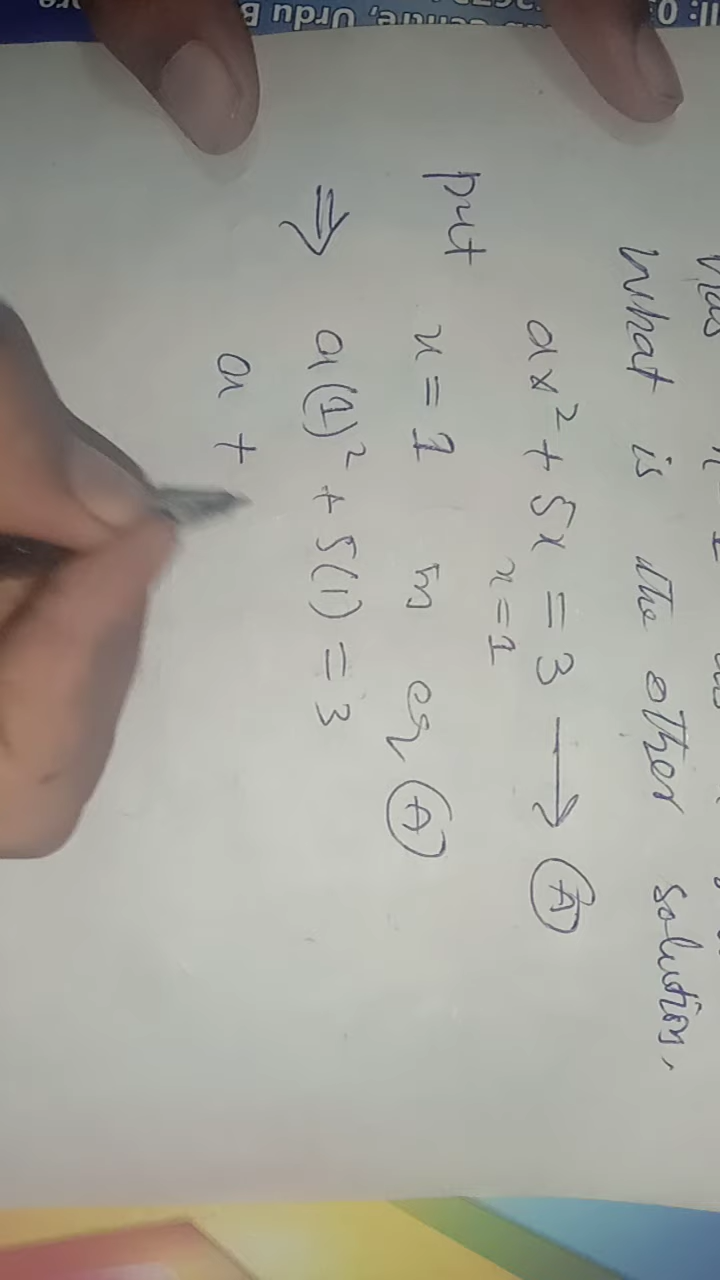 what is the other solution.
ax² + 5x = 3 → (A)
x = 1
put x = 1 in eq (A)
⇒ a(1)² + 5(1) = 3
a +